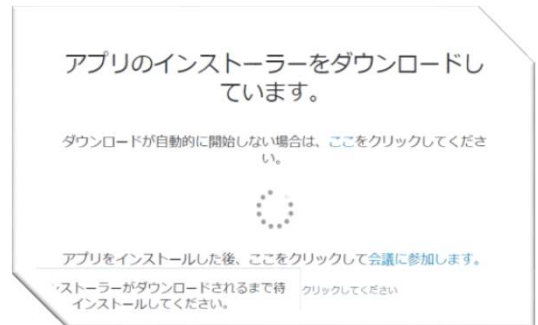 アプリのインストーラーをダウンロードし
ています。
ダウンロードが自動的に開始しない場合は、ここをクリックしてくださ
い。
アプリをインストールした後、ここをクリックして会議に参加します。
ストーラーがダウンロードされるまで待
クリックしてください
インストールしてください。